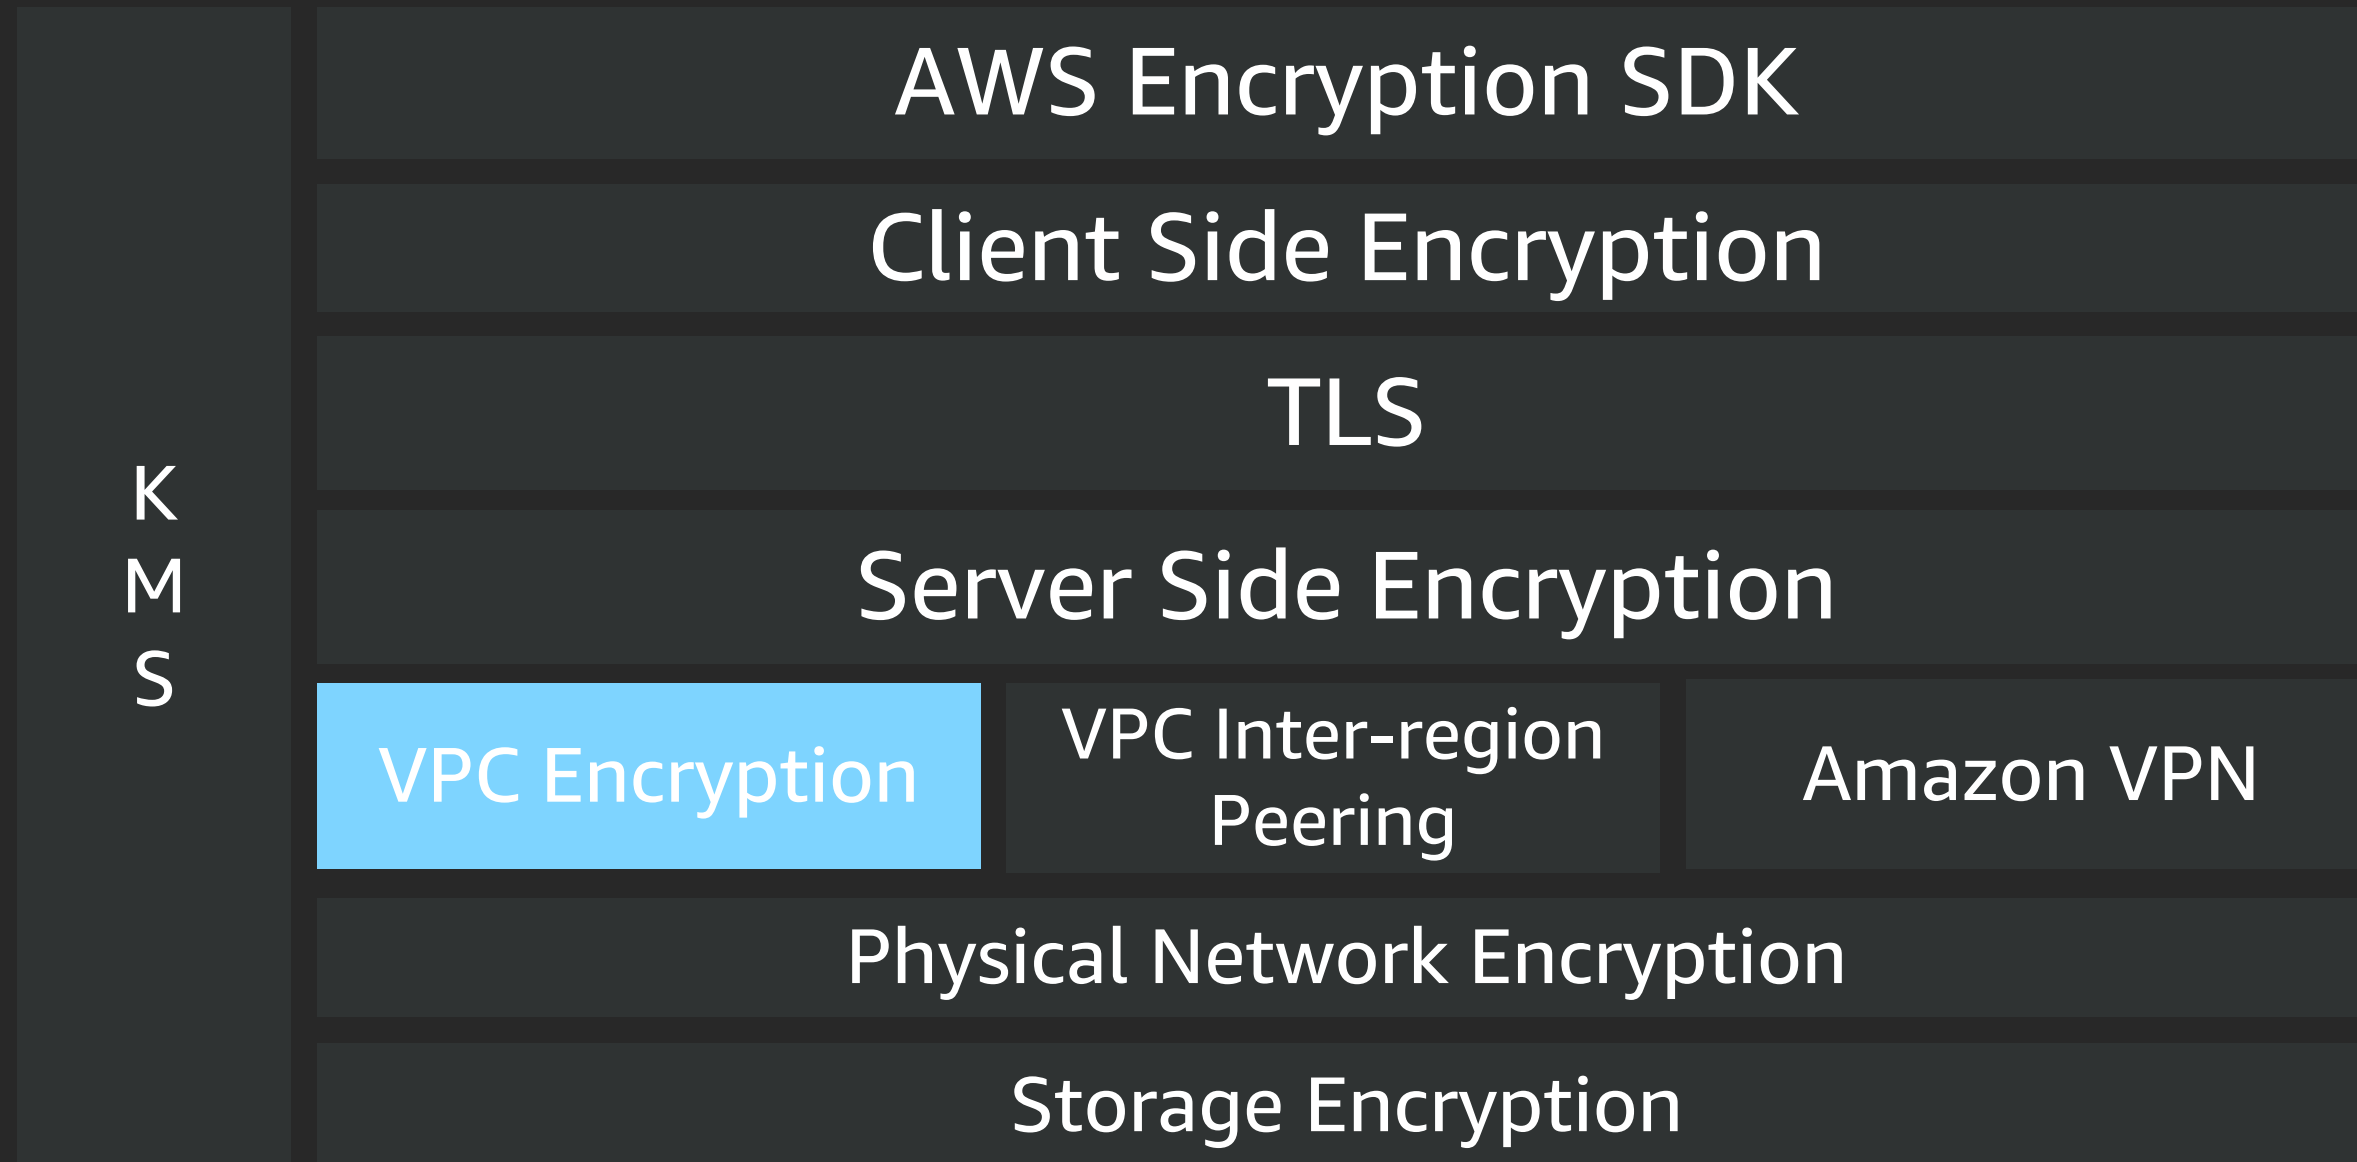 K
M
S
AWS Encryption SDK
Client Side Encryption
TLS
Server Side Encryption
VPC Encryption
VPC Inter-region
Peering
Amazon VPN
Physical Network Encryption
Storage Encryption